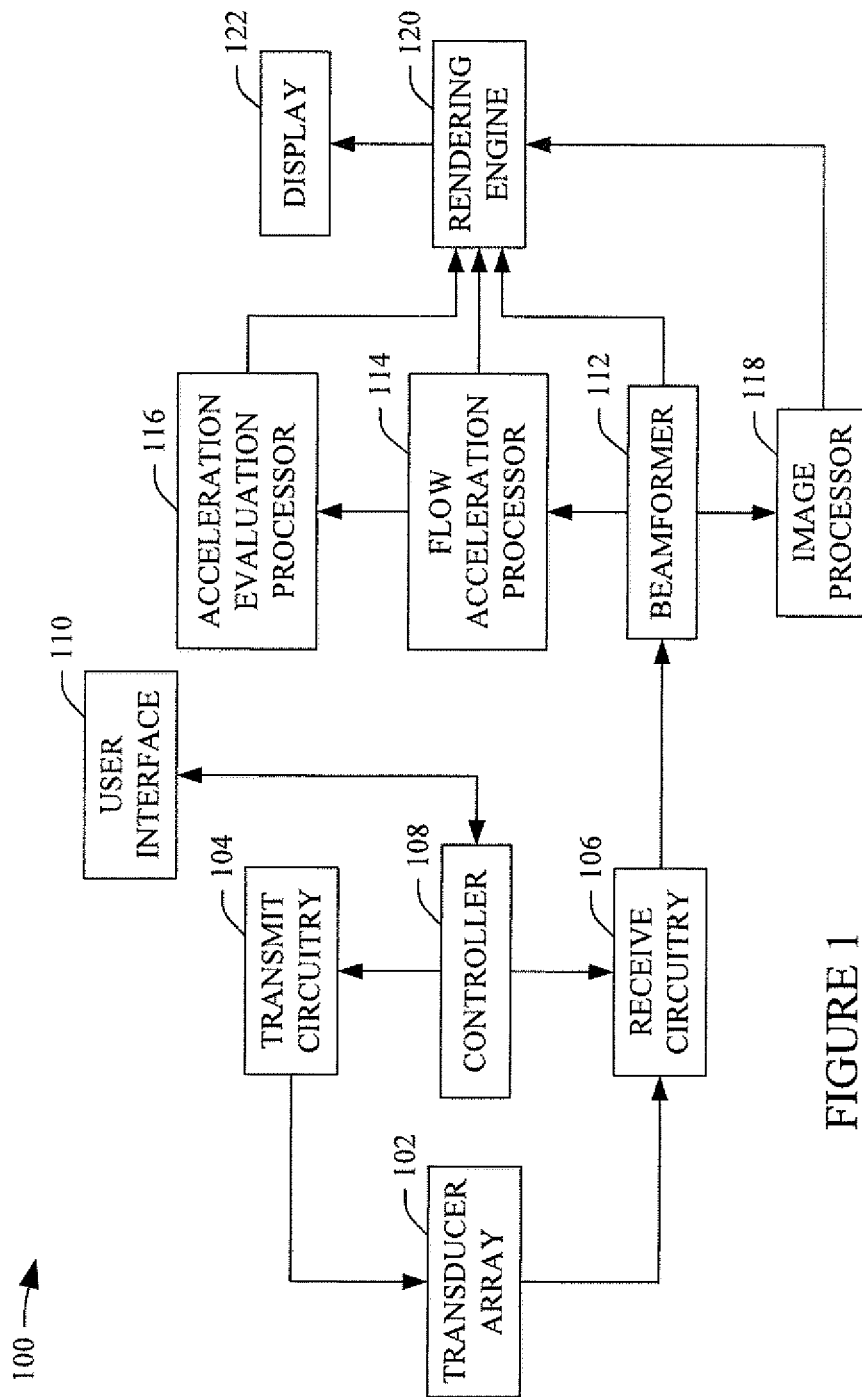 100
TRANSDUCER
ARRAY
102
TRANSMIT
CIRCUITRY
104
CONTROLLER
108
RECEIVE
CIRCUITRY
106
USER
INTERFACE
110
ACCELERATION
EVALUATION
PROCESSOR
116
FLOW
ACCELERATION
PROCESSOR
114
BEAMFORMER
112
IMAGE
PROCESSOR
118
DISPLAY
122
RENDERING
ENGINE
120
FIGURE 1